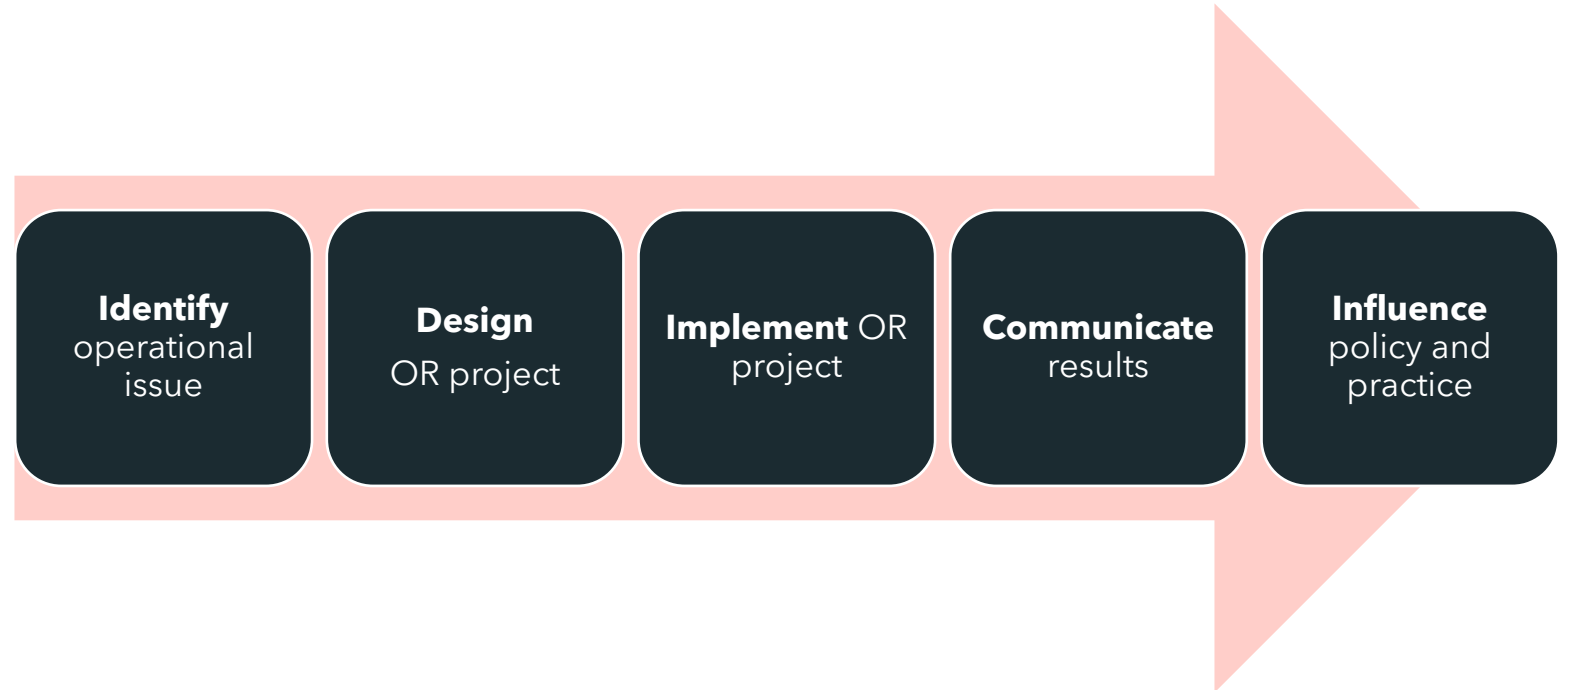 Identify
operational
issue
Design
OR project
Implement OR
project
Communicate
results
Influence
policy and
practice